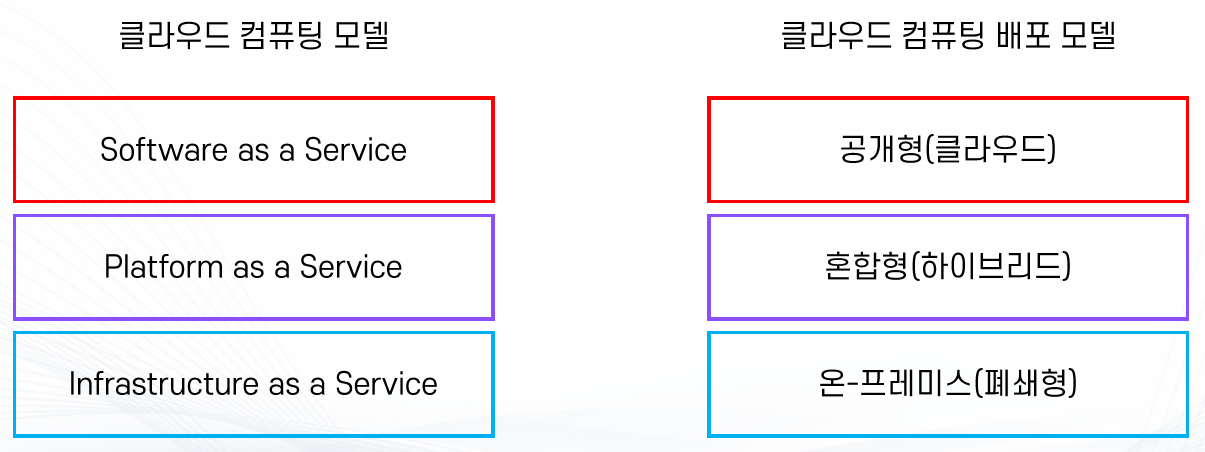 클라우드 컴퓨팅 모델
Software as a Service
Platform as a Service
Infrastructure as a Service
클라우드 컴퓨팅 배포 모델
공개형(클라우드)
혼합형(하이브리드)
온-프레미스(폐쇄형)